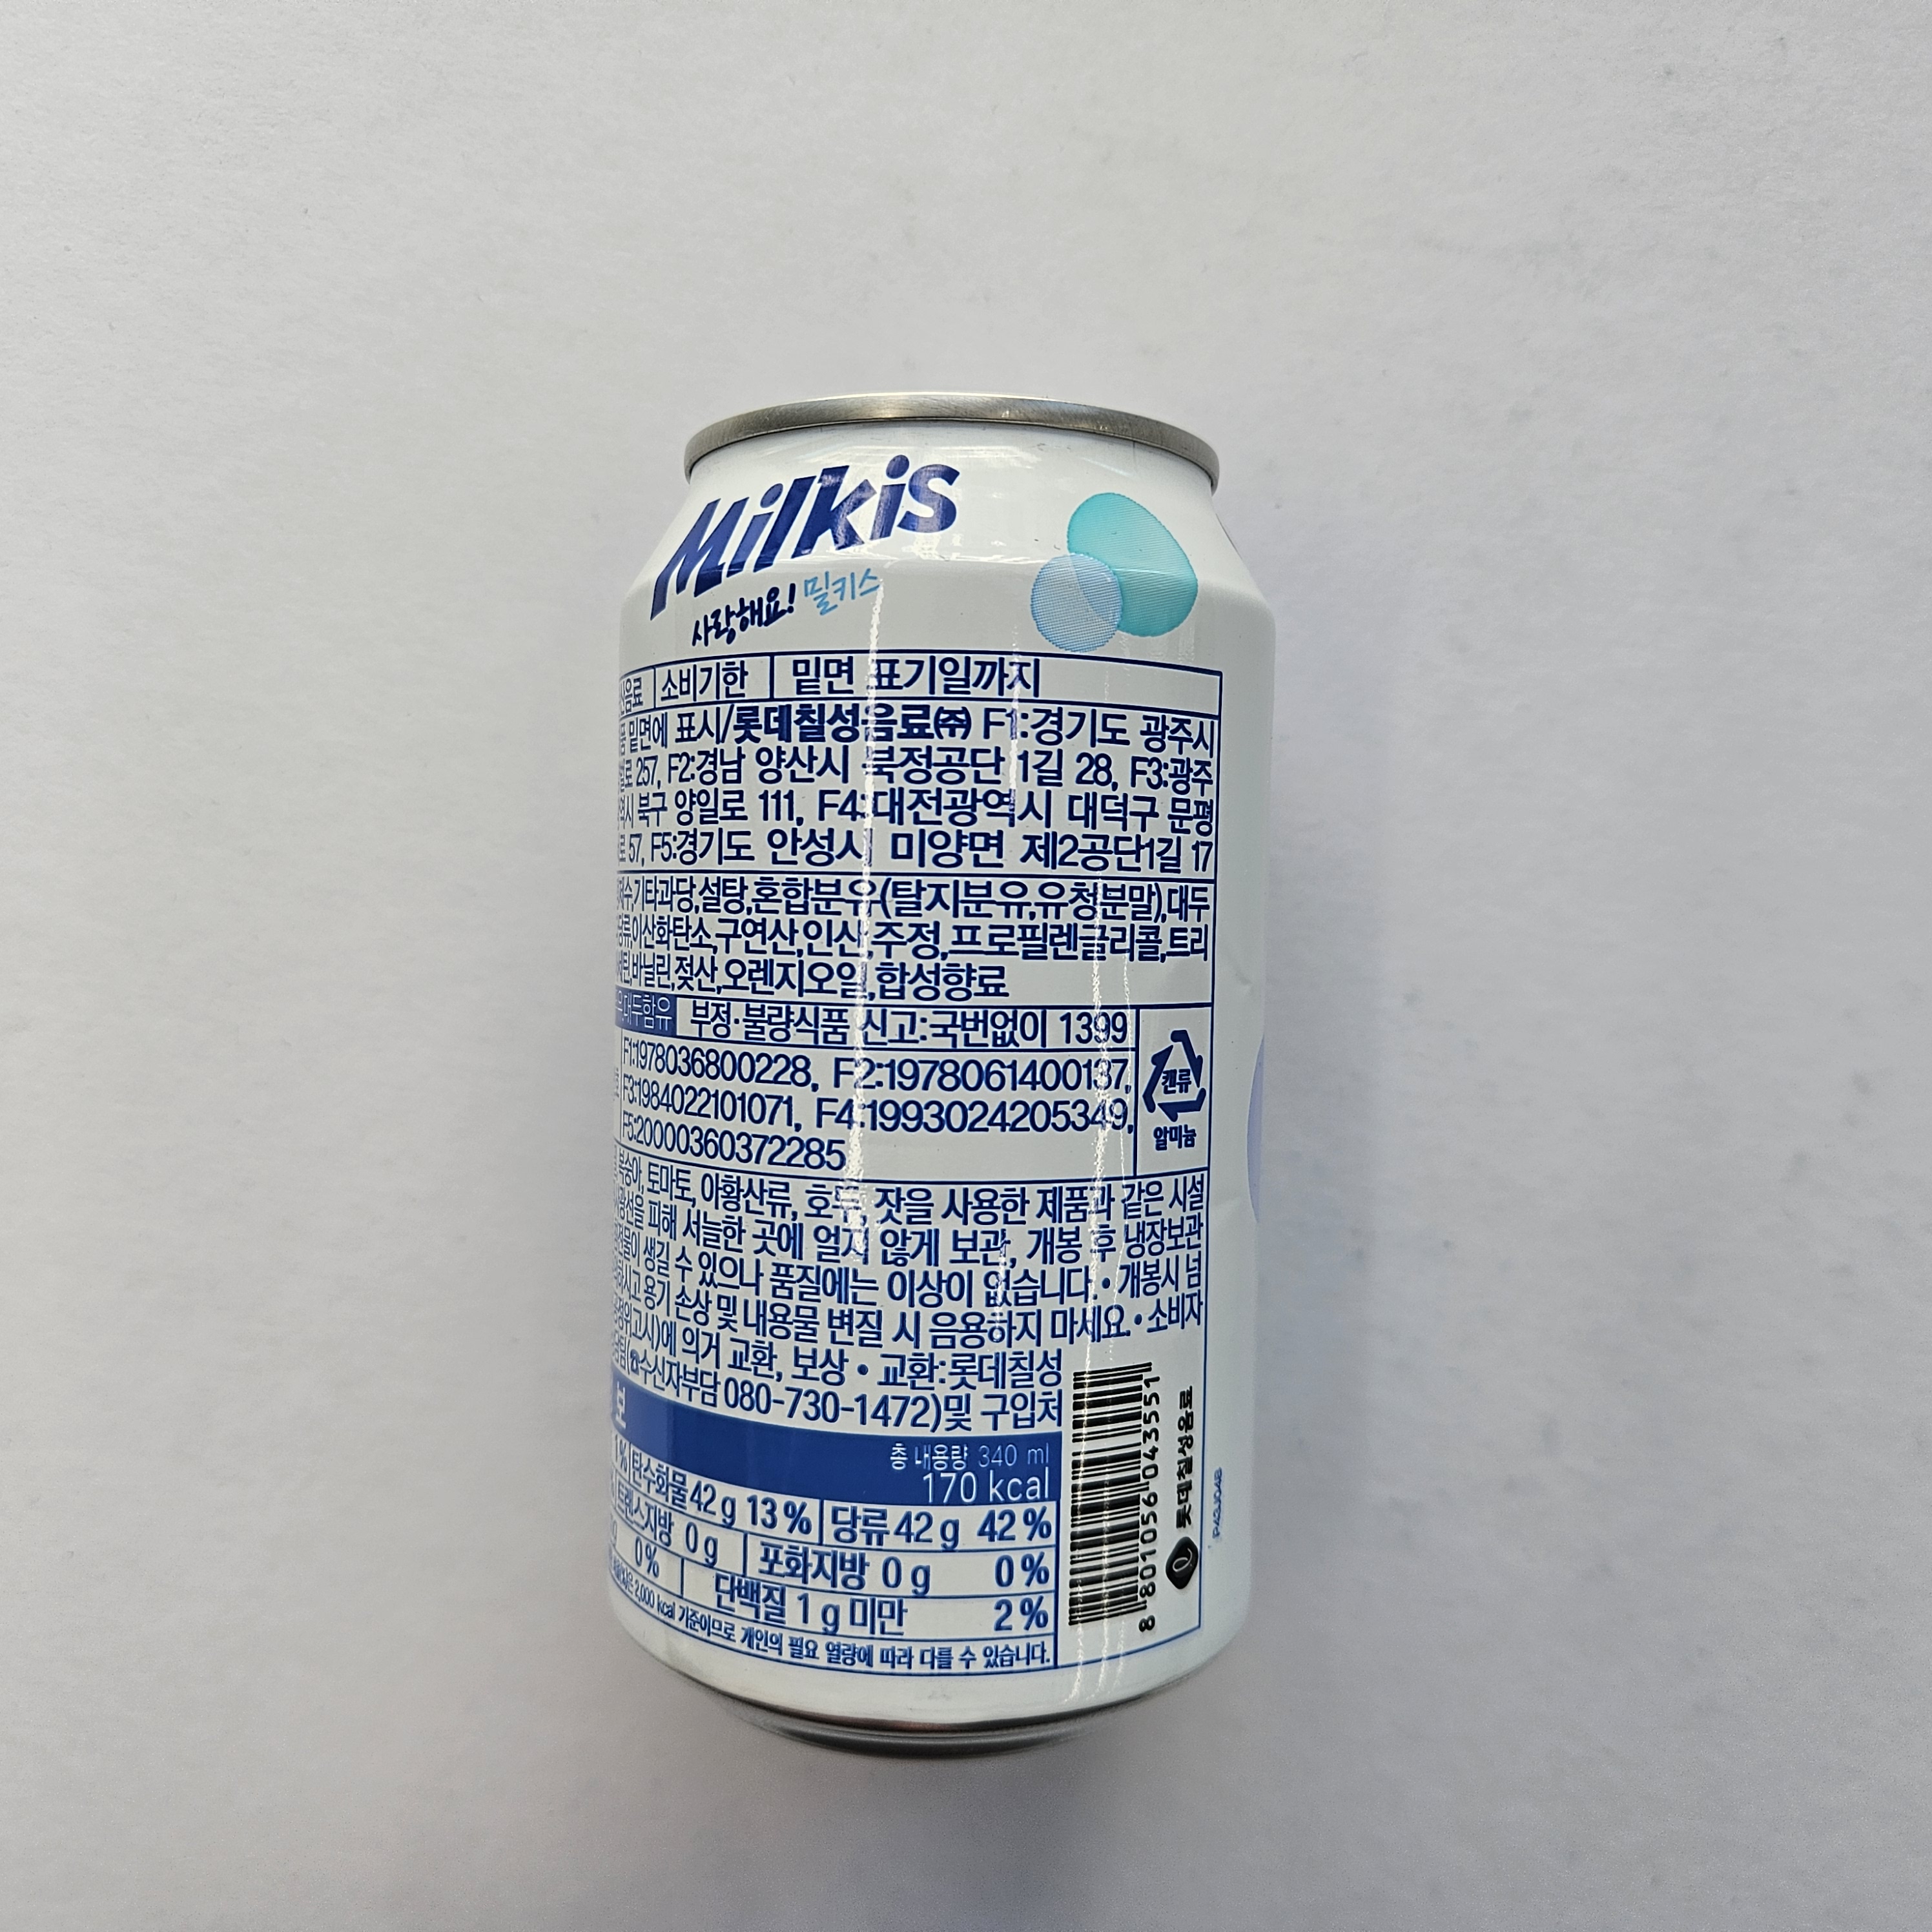 Milkis
사랑해요! 밀키스
음료 소비기한 밑면 표기일까지
밑면에 표시/롯데칠성음료㈜ F1:경기도 광주시
257, F2:경남 양산시 북정공단 1길 28, F3:광주
북구 양일로 111, F4:대전광역시 대덕구 문평
57, F5:경기도 안성시 미양면 제2공단1길 17
기타과당,설탕,혼합분유(탈지분유,유청분말),대두
이산화탄소,구연산,인산,주정,프로필렌글리콜,트리
바닐린,젖산,오렌지오일,합성향료
대두함유 부정·불량식품 신고:국번없이 1399
F1:1978036800228, F2:1978061400137,
F3:1984022101071, F4:1993024205349,
F5:20000360372285
캔류
알미늄
복숭아, 토마토, 아황산류, 호두, 잣을 사용한 제품과 같은 시설
피해 서늘한 곳에 얼지 않게 보관, 개봉 후 냉장보관
생길 수 있으나 품질에는 이상이 없습니다. • 개봉시 넘
용기 손상 및 내용물 변질 시 음용하지 마세요. • 소비자
의거 교환, 보상 • 교환:롯데칠성
(☎수신자부담 080-730-1472)및 구입처
보
총 내용량 340 ml
170 kcal
1% 탄수화물 42 g 13 % 당류 42 g 42 %
트랜스지방 0 g 포화지방 0 g 0 %
0 % 단백질 1 g 미만 2 %
2,000 kcal 기준이므로 개인의 필요 열량에 따라 다를 수 있습니다.
8 801056 043551
롯데칠성음료